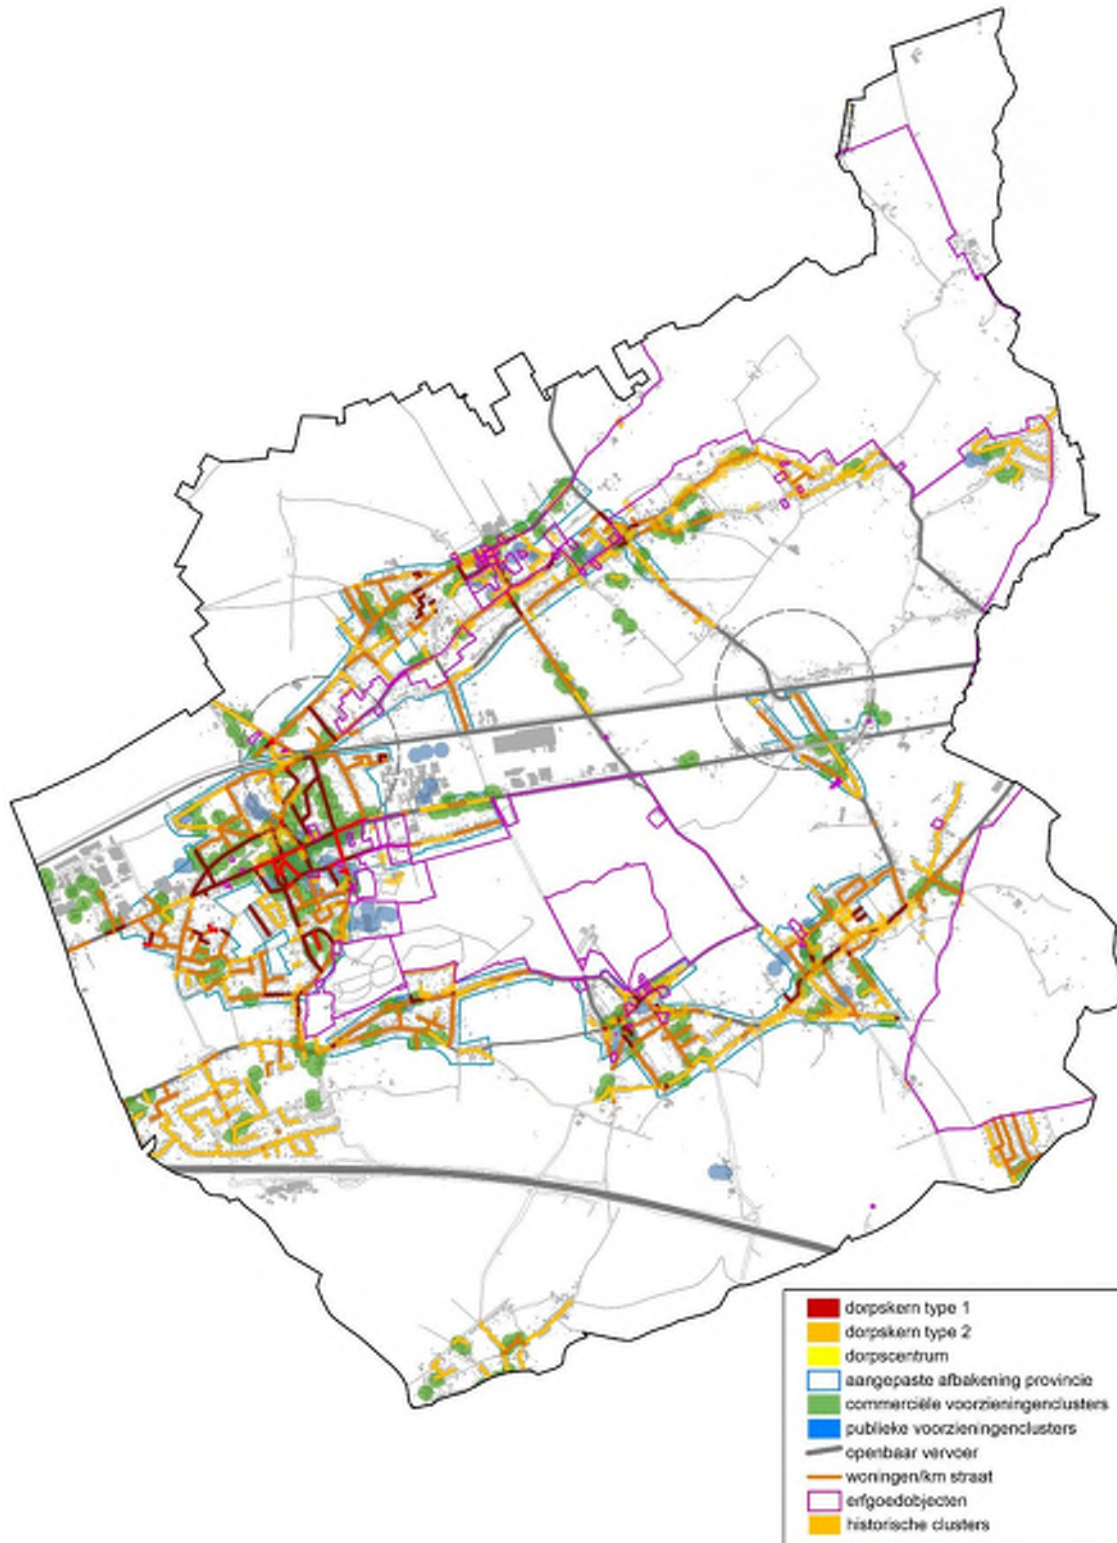 dorpskern type 1
dorpskern type 2
dorpscentrum
aangepaste afbakening provincie
commerciële voorzieningenclusters
publieke voorzieningenclusters
openbaar vervoer
woningen/km straat
erfgoedobjecten
historische clusters